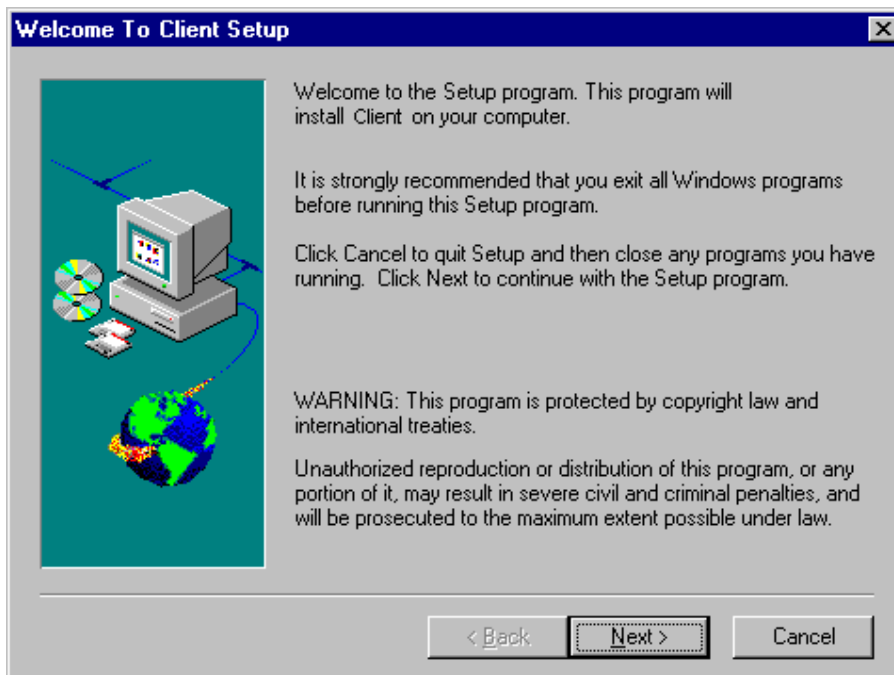 Welcome To Client Setup
Welcome to the Setup program. This program will
install Client on your computer.
It is strongly recommended that you exit all Windows programs
before running this Setup program.
Click Cancel to quit Setup and then close any programs you have
running. Click Next to continue with the Setup program.
WARNING: This program is protected by copyright law and
international treaties.
Unauthorized reproduction or distribution of this program, or any
portion of it, may result in severe civil and criminal penalties, and
will be prosecuted to the maximum extent possible under law.
< Back Next > Cancel